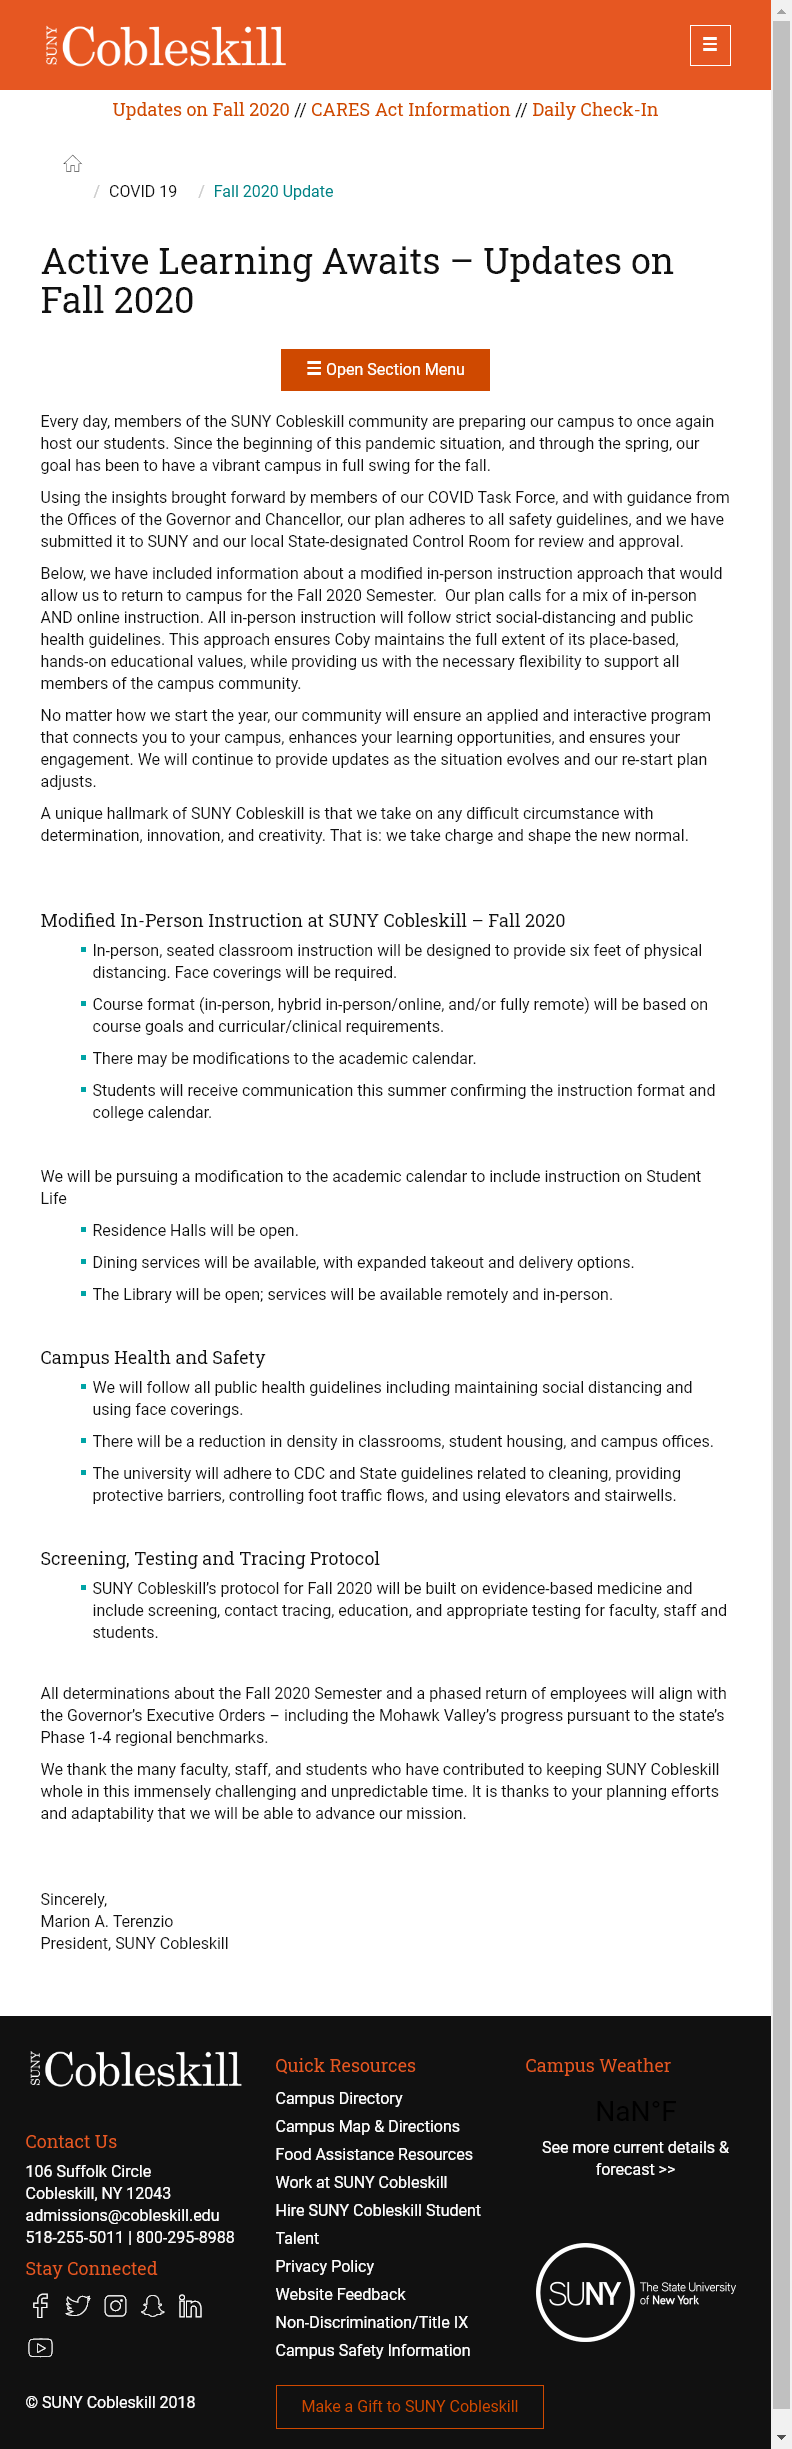 SUNY Cobleskill
Updates on Fall 2020 // CARES Act Information // Daily Check-In
/ COVID 19 / Fall 2020 Update
Active Learning Awaits – Updates on
Fall 2020
Open Section Menu
Every day, members of the SUNY Cobleskill community are preparing our campus to once again
host our students. Since the beginning of this pandemic situation, and through the spring, our
goal has been to have a vibrant campus in full swing for the fall.
Using the insights brought forward by members of our COVID Task Force, and with guidance from
the Offices of the Governor and Chancellor, our plan adheres to all safety guidelines, and we have
submitted it to SUNY and our local State-designated Control Room for review and approval.
Below, we have included information about a modified in-person instruction approach that would
allow us to return to campus for the Fall 2020 Semester.  Our plan calls for a mix of in-person
AND online instruction. All in-person instruction will follow strict social-distancing and public
health guidelines. This approach ensures Coby maintains the full extent of its place-based,
hands-on educational values, while providing us with the necessary flexibility to support all
members of the campus community.
No matter how we start the year, our community will ensure an applied and interactive program
that connects you to your campus, enhances your learning opportunities, and ensures your
engagement. We will continue to provide updates as the situation evolves and our re-start plan
adjusts.
A unique hallmark of SUNY Cobleskill is that we take on any difficult circumstance with
determination, innovation, and creativity. That is: we take charge and shape the new normal.
Modified In-Person Instruction at SUNY Cobleskill – Fall 2020
In-person, seated classroom instruction will be designed to provide six feet of physical
distancing. Face coverings will be required.
Course format (in-person, hybrid in-person/online, and/or fully remote) will be based on
course goals and curricular/clinical requirements.
There may be modifications to the academic calendar.
Students will receive communication this summer confirming the instruction format and
college calendar.
We will be pursuing a modification to the academic calendar to include instruction on Student
Life
Residence Halls will be open.
Dining services will be available, with expanded takeout and delivery options.
The Library will be open; services will be available remotely and in-person.
Campus Health and Safety
We will follow all public health guidelines including maintaining social distancing and
using face coverings.
There will be a reduction in density in classrooms, student housing, and campus offices.
The university will adhere to CDC and State guidelines related to cleaning, providing
protective barriers, controlling foot traffic flows, and using elevators and stairwells.
Screening, Testing and Tracing Protocol
SUNY Cobleskill’s protocol for Fall 2020 will be built on evidence-based medicine and
include screening, contact tracing, education, and appropriate testing for faculty, staff and
students.
All determinations about the Fall 2020 Semester and a phased return of employees will align with
the Governor’s Executive Orders – including the Mohawk Valley’s progress pursuant to the state’s
Phase 1-4 regional benchmarks.
We thank the many faculty, staff, and students who have contributed to keeping SUNY Cobleskill
whole in this immensely challenging and unpredictable time. It is thanks to your planning efforts
and adaptability that we will be able to advance our mission.
Sincerely,
Marion A. Terenzio
President, SUNY Cobleskill
SUNY Cobleskill
Contact Us
106 Suffolk Circle
Cobleskill, NY 12043
admissions@cobleskill.edu
518-255-5011 | 800-295-8988
Stay Connected
© SUNY Cobleskill 2018
Quick Resources
Campus Directory
Campus Map & Directions
Food Assistance Resources
Work at SUNY Cobleskill
Hire SUNY Cobleskill Student
Talent
Privacy Policy
Website Feedback
Non-Discrimination/Title IX
Campus Safety Information
Make a Gift to SUNY Cobleskill
Campus Weather
NaN°F
See more current details &
forecast >>
SUNY
The State University
of New York